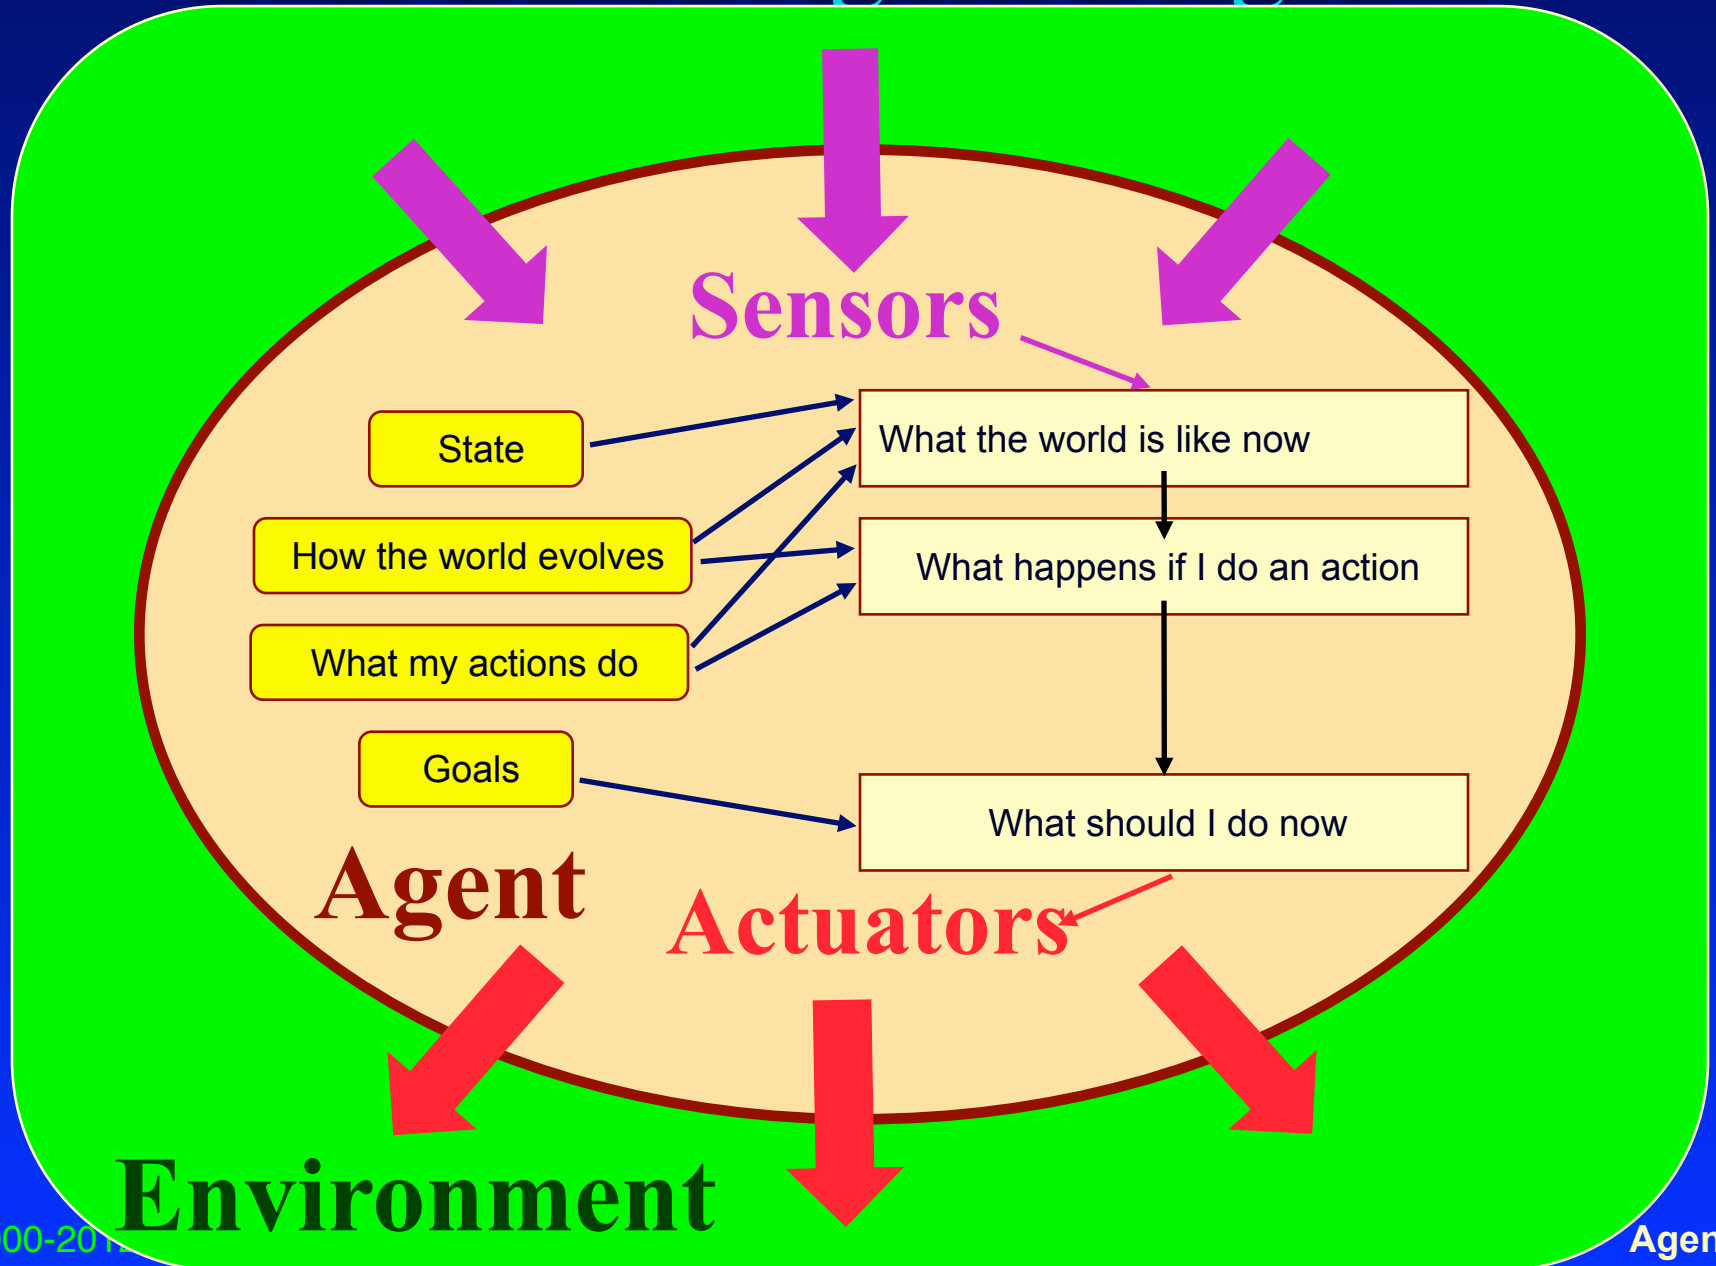 Sensors
State
What the world is like now
How the world evolves
What happens if I do an action
What my actions do
Goals
What should I do now
Agent
Actuators
Environment